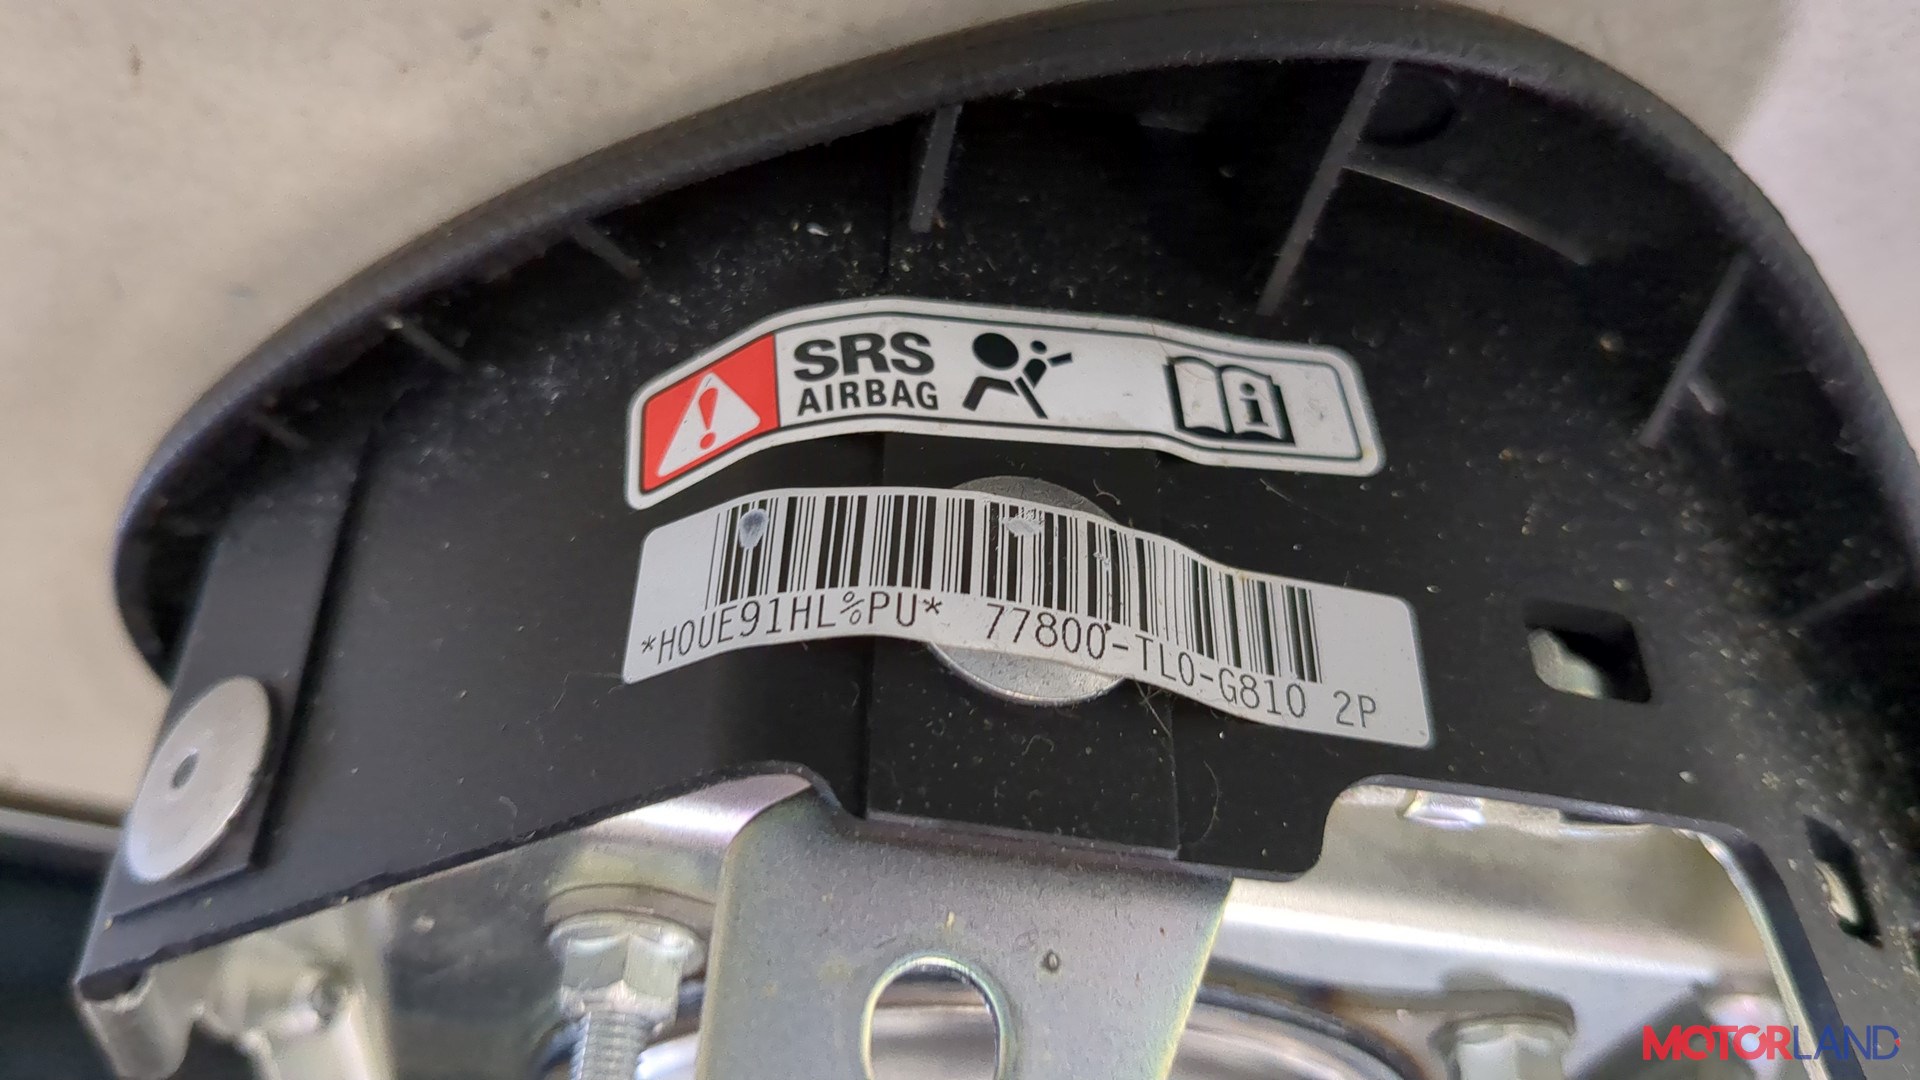 SRS
AIRBAG
*H0UE91HL%PU* 77800-TL0-G810 2P
MOTORLAND